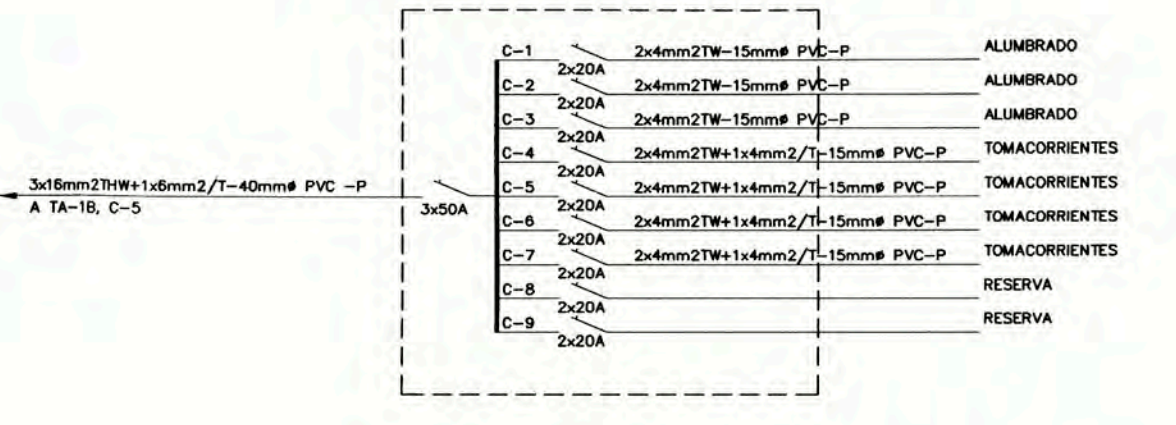 C-1 2x4mm2TW-15mmø PVC-P ALUMBRADO
2x20A
C-2 2x4mm2TW-15mmø PVC-P ALUMBRADO
2x20A
C-3 2x4mm2TW-15mmø PVC-P ALUMBRADO
2x20A
C-4 2x4mm2TW+1x4mm2/T-15mmø PVC-P TOMACORRIENTES
2x20A
3x16mm2THW+1x6mm2/T-40mmø PVC -P
A TA-1B, C-5
3x50A
C-5 2x4mm2TW+1x4mm2/T-15mmø PVC-P TOMACORRIENTES
2x20A
C-6 2x4mm2TW+1x4mm2/T-15mmø PVC-P TOMACORRIENTES
2x20A
C-7 2x4mm2TW+1x4mm2/T-15mmø PVC-P TOMACORRIENTES
2x20A
C-8 RESERVA
2x20A
C-9 RESERVA
2x20A